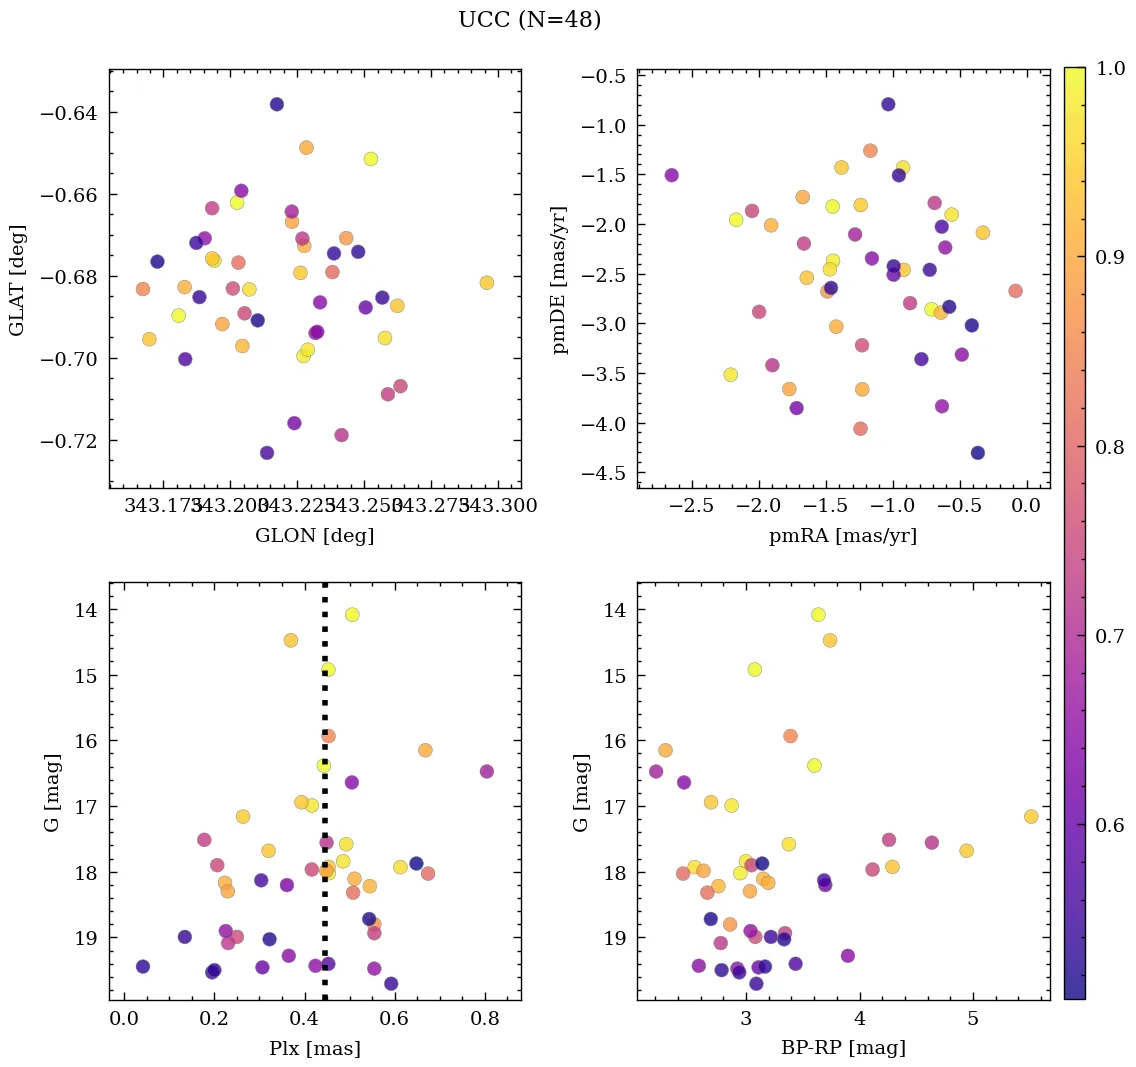 UCC (N=48)
−0.64
−0.66
−0.68
−0.70
−0.72
GLAT [deg]
343.175 343.200 343.225 343.250 343.275 343.300
GLON [deg]
−0.5
−1.0
−1.5
−2.0
−2.5
−3.0
−3.5
−4.0
−4.5
pmDE [mas/yr]
−2.5 −2.0 −1.5 −1.0 −0.5 0.0
pmRA [mas/yr]
1.0
0.9
0.8
0.7
0.6
14
15
16
17
18
19
G [mag]
0.0 0.2 0.4 0.6 0.8
Plx [mas]
14
15
16
17
18
19
G [mag]
3 4 5
BP-RP [mag]